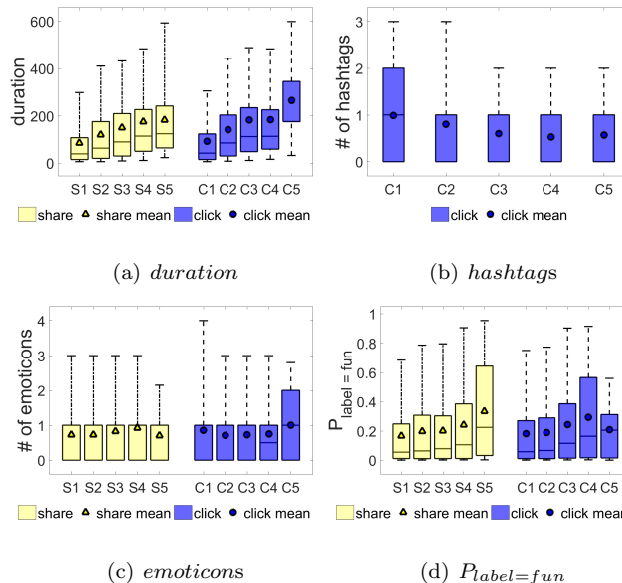 600
400
200
0
duration
S1 S2 S3 S4 S5 C1 C2 C3 C4 C5
share share mean click click mean
(a) duration
3
2
1
0
# of hashtags
C1 C2 C3 C4 C5
click click mean
(b) hashtags
4
2
1
0
# of emoticons
S1 S2 S3 S4 S5 C1 C2 C3 C4 C5
share share mean click click mean
(c) emoticons
1
0.8
0.6
0.4
0.2
0
P label = fun
S1 S2 S3 S4 S5 C1 C2 C3 C4 C5
share share mean click click mean
(d) P label=fun